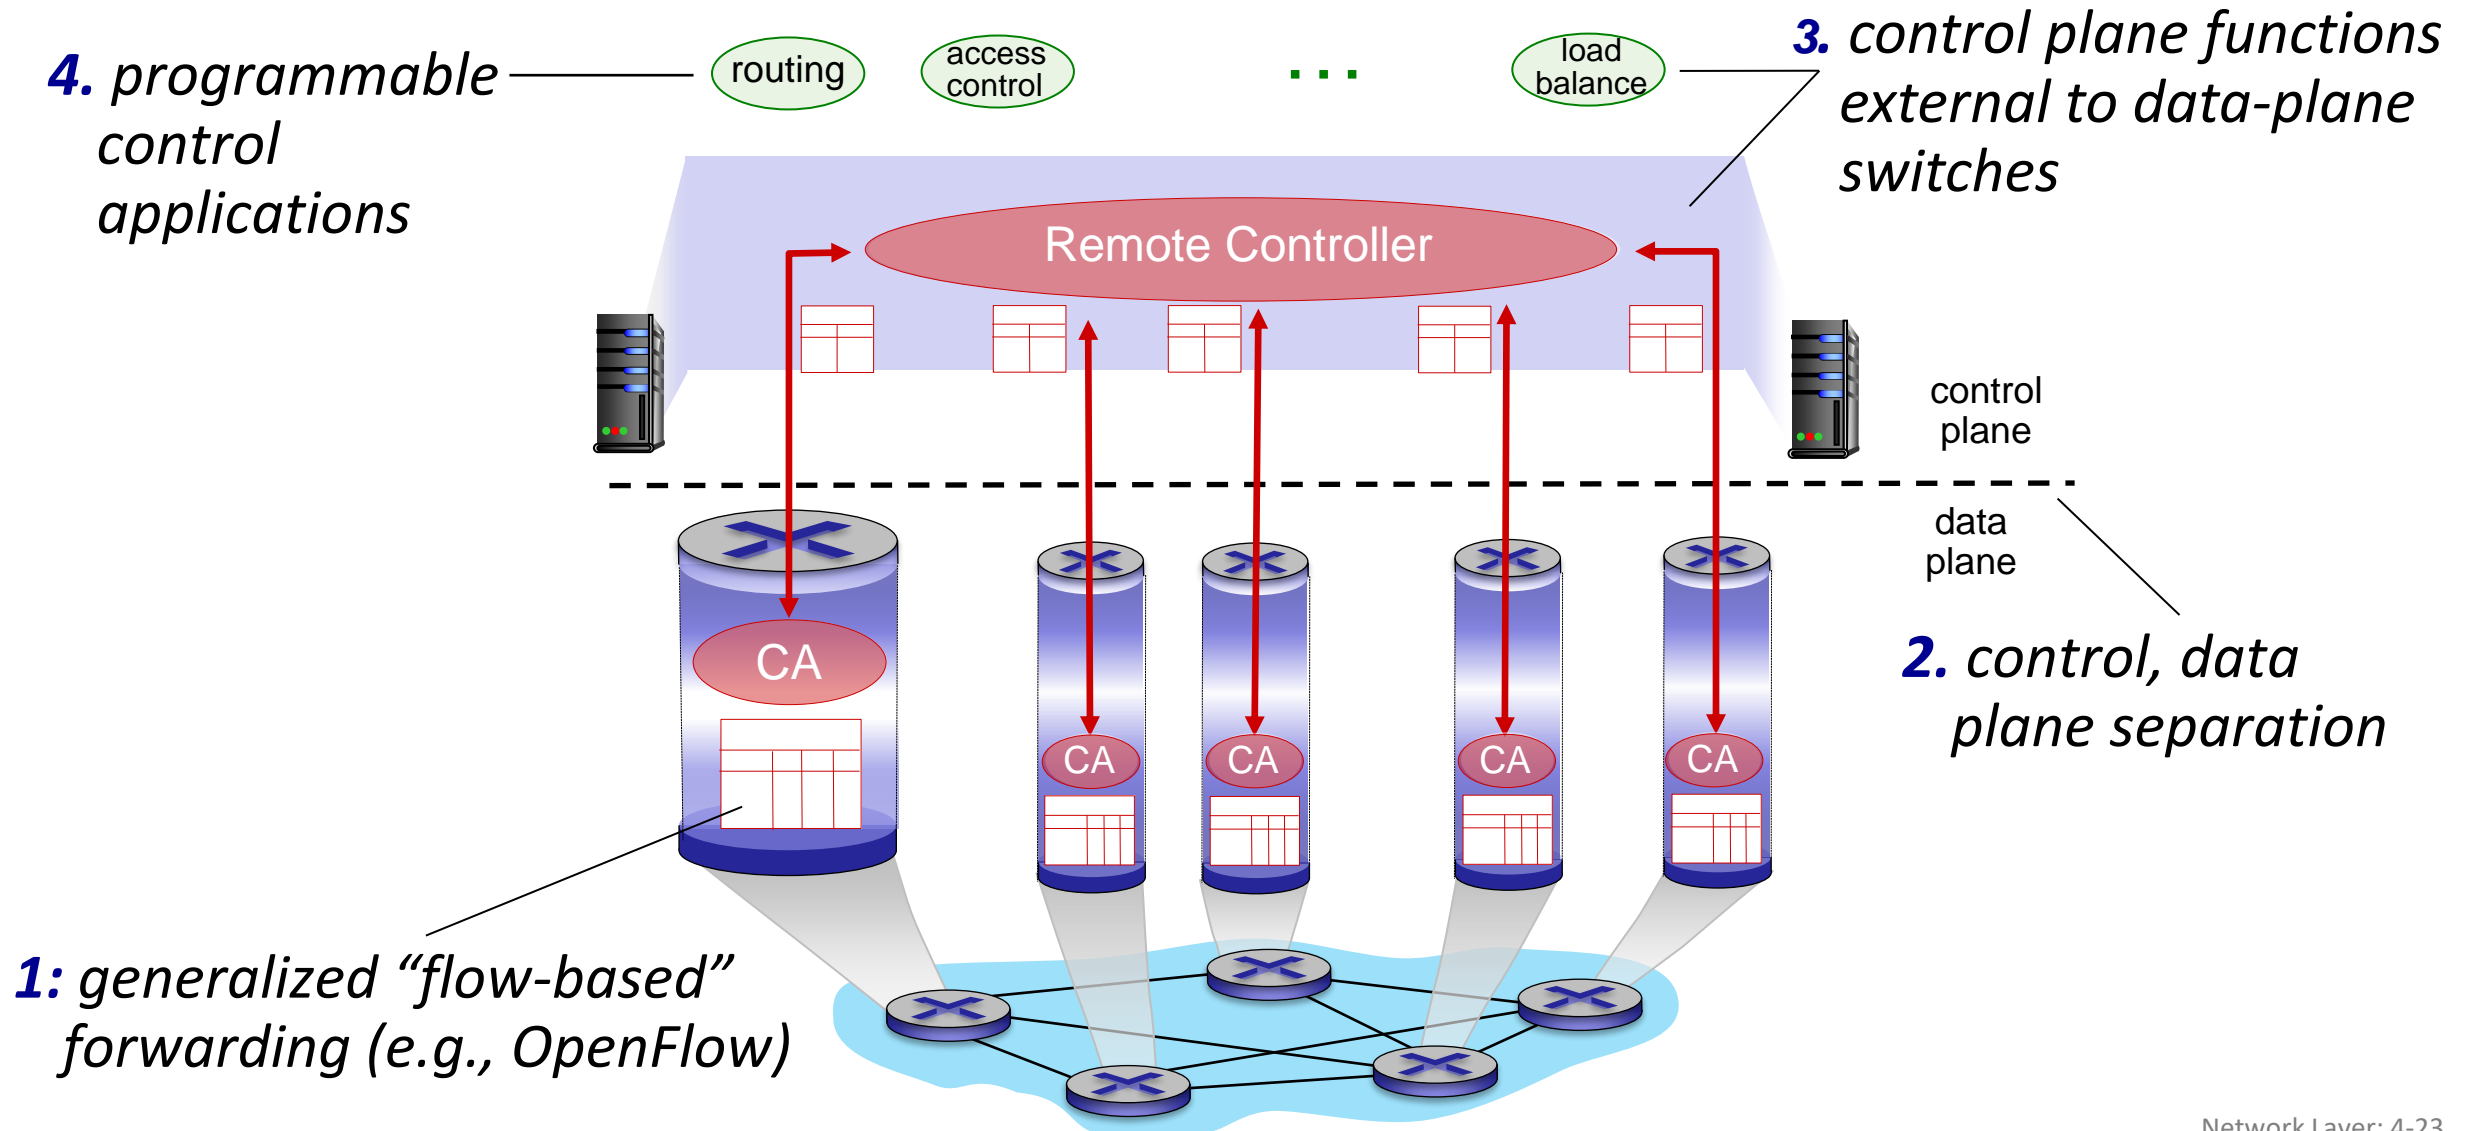 4. programmable
control
applications
routing
access
control
...
load
balance
3. control plane functions
external to data-plane
switches
Remote Controller
control
plane
data
plane
2. control, data
plane separation
CA
CA
CA
CA
CA
1: generalized “flow-based”
forwarding (e.g., OpenFlow)
Network Layer: 4-23